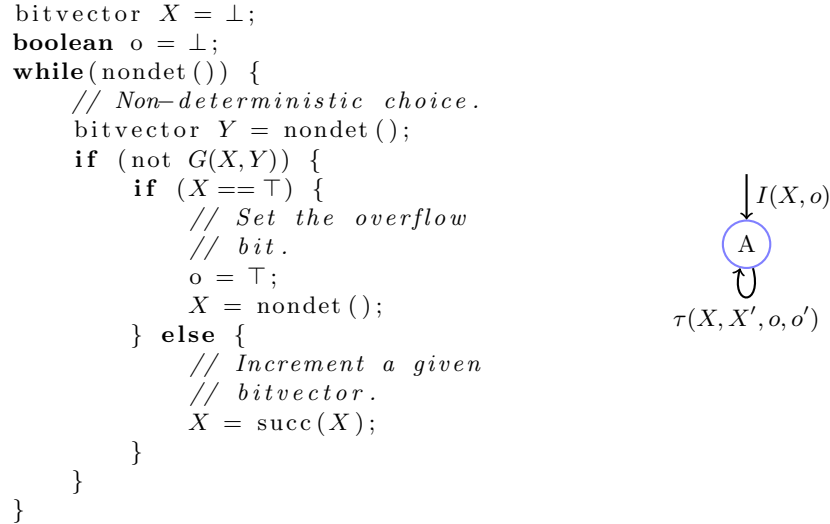 bitvector X = ⊥;
boolean o = ⊥;
while(nondet()) {
// Non−deterministic choice.
bitvector Y = nondet();
if (not G(X,Y)) {
if (X == ⊤) {
// Set the overflow
// bit.
o = ⊤;
X = nondet();
} else {
// Increment a given
// bitvector.
X = succ(X);
}
}
}
I(X, o)
A
τ(X, X′, o, o′)